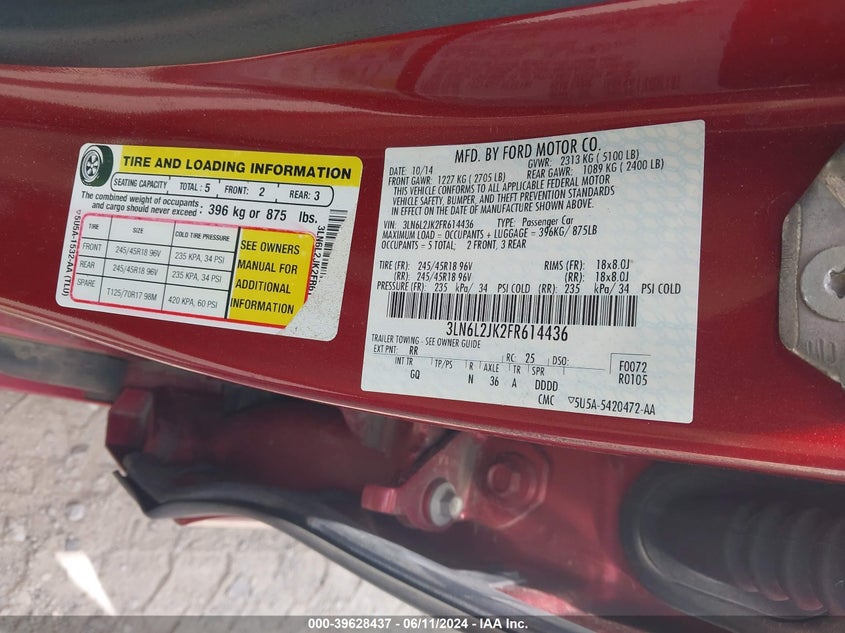 TIRE AND LOADING INFORMATION
SEATING CAPACITY TOTAL: 5 FRONT: 2 REAR: 3
The combined weight of occupants
and cargo should never exceed: 396 kg or 875 lbs.
TIRE SIZE COLD TIRE PRESSURE
FRONT 245/45R18 96V 235 KPA, 34 PSI
REAR 245/45R18 96V 235 KPA, 34 PSI
SPARE T125/70R17 98M 420 KPA, 60 PSI
SEE OWNERS
MANUAL FOR
ADDITIONAL
INFORMATION
5U5A-1532-AA (TLU)
3LN6L2JK2FR61
MFD. BY FORD MOTOR CO.
DATE: 10/14 GVWR: 2313 KG ( 5100 LB)
FRONT GAWR: 1227 KG ( 2705 LB) REAR GAWR: 1089 KG ( 2400 LB)
THIS VEHICLE CONFORMS TO ALL APPLICABLE FEDERAL MOTOR
VEHICLE SAFETY, BUMPER, AND THEFT PREVENTION STANDARDS
IN EFFECT ON THE DATE OF MANUFACTURE SHOWN ABOVE.
VIN: 3LN6L2JK2FR614436 TYPE: Passenger Car
MAXIMUM LOAD = OCCUPANTS + LUGGAGE = 396KG/ 875LB
OCCUPANTS = 5 TOTAL; 2 FRONT, 3 REAR
TIRE (FR): 245/45R18 96V RIMS (FR): 18x8.0J
(RR): 245/45R18 96V (RR): 18x8.0J
PRESSURE (FR): 235 kPa/ 34 PSI COLD (RR): 235 kPa/ 34 PSI COLD
3LN6L2JK2FR614436
TRAILER TOWING - SEE OWNER GUIDE
EXT PNT: RR RC: 25 DSO: F0072
INT TR TP/PS R AXLE TR SPR R0105
GQ N 36 A DDDD
CMC 5U5A-5420472-AA
000-39628437 - 06/11/2024 - IAA Inc.